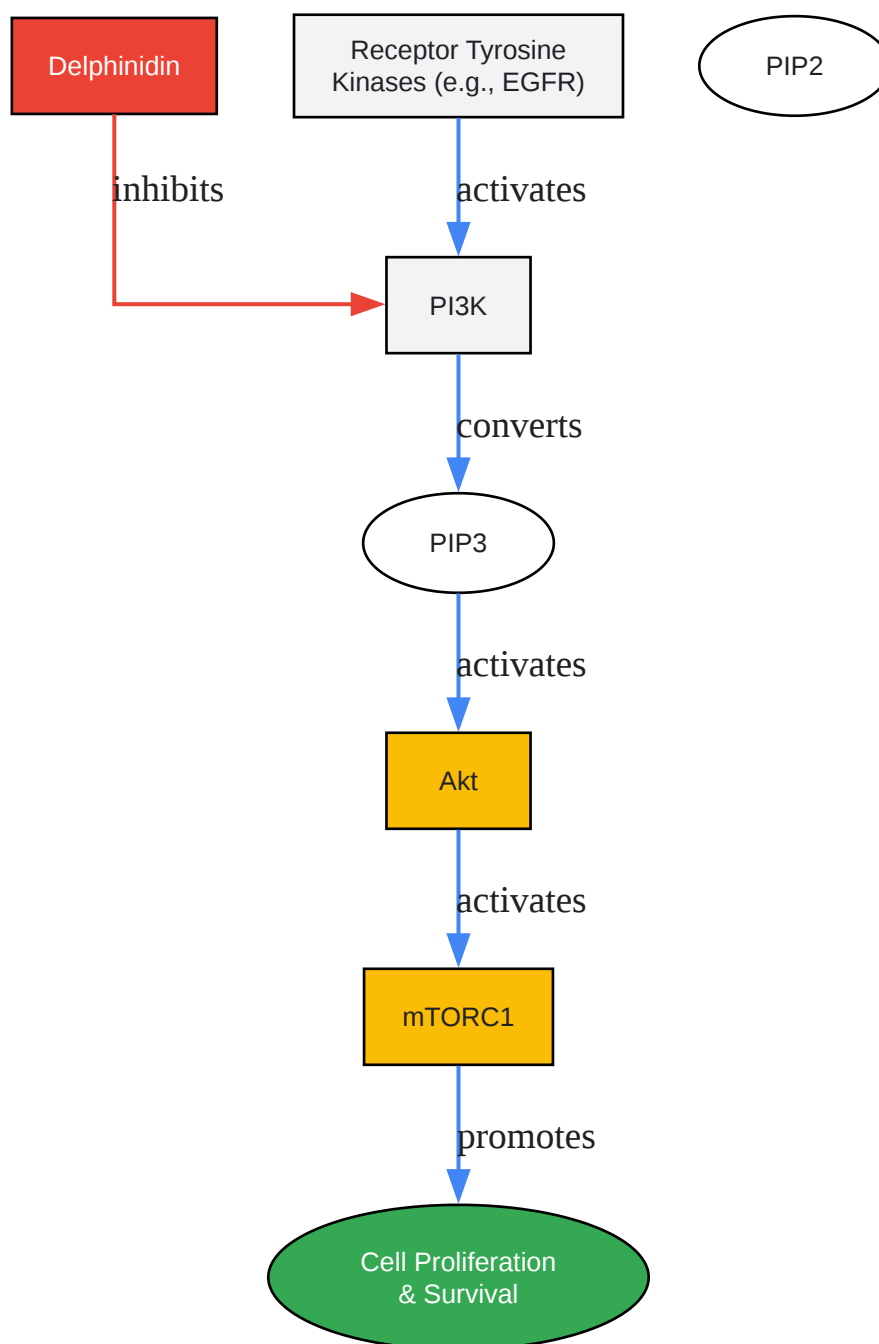 Delphinidin
Receptor Tyrosine
Kinases (e.g., EGFR)
PIP2
inhibits
activates
PI3K
converts
PIP3
activates
Akt
activates
mTORC1
promotes
Cell Proliferation
& Survival